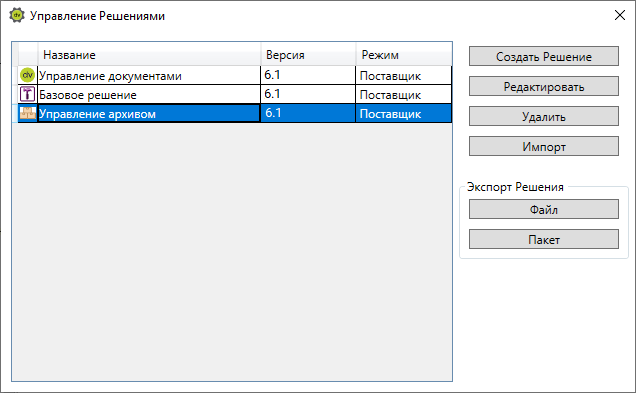 Управление Решениями
Название Версия Режим
dv Управление документами 6.1 Поставщик
Базовое решение 6.1 Поставщик
Управление архивом 6.1 Поставщик
Создать Решение
Редактировать
Удалить
Импорт
Экспорт Решения
Файл
Пакет